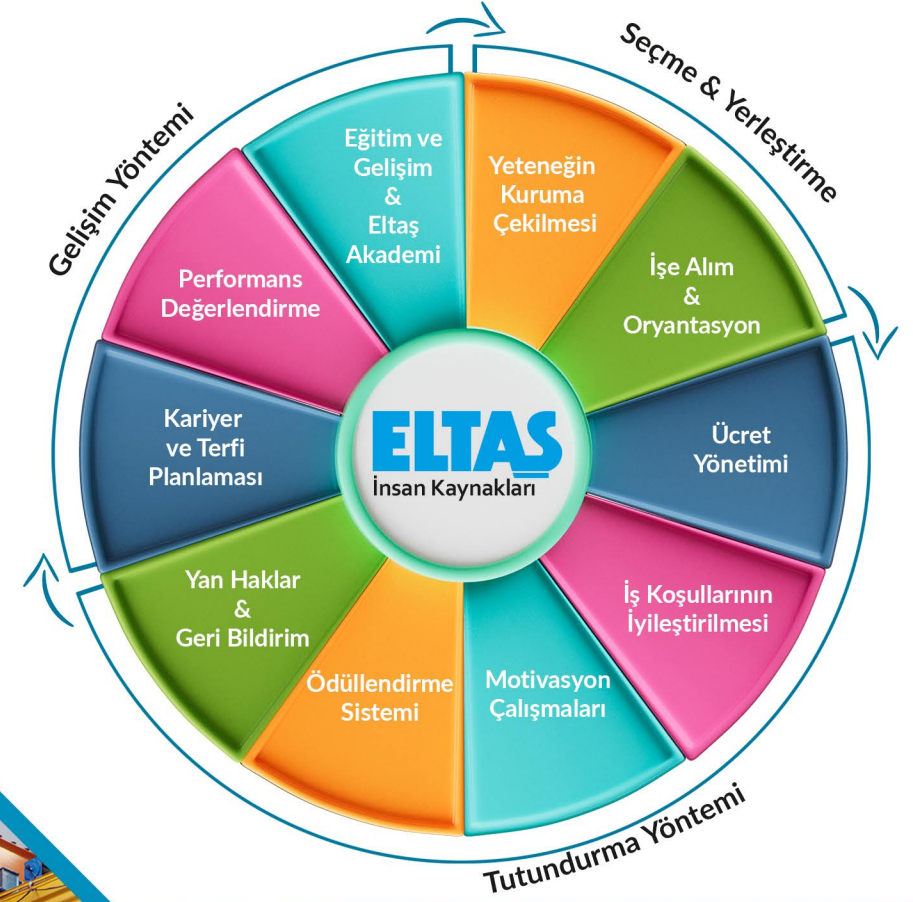 Seçme & Yerleştirme
Yeteneğin
Kuruma
Çekilmesi
İşe Alım
&
Oryantasyon
Ücret
Yönetimi
İş Koşullarının
İyileştirilmesi
Motivasyon
Çalışmaları
Ödüllendirme
Sistemi
Yan Haklar
&
Geri Bildirim
Tutundurma Yöntemi
Kariyer
ve Terfi
Planlaması
Performans
Değerlendirme
Eğitim ve
Gelişim
&
Eltaş
Akademi
Gelişim Yöntemi
ELTAŞ
İnsan Kaynakları